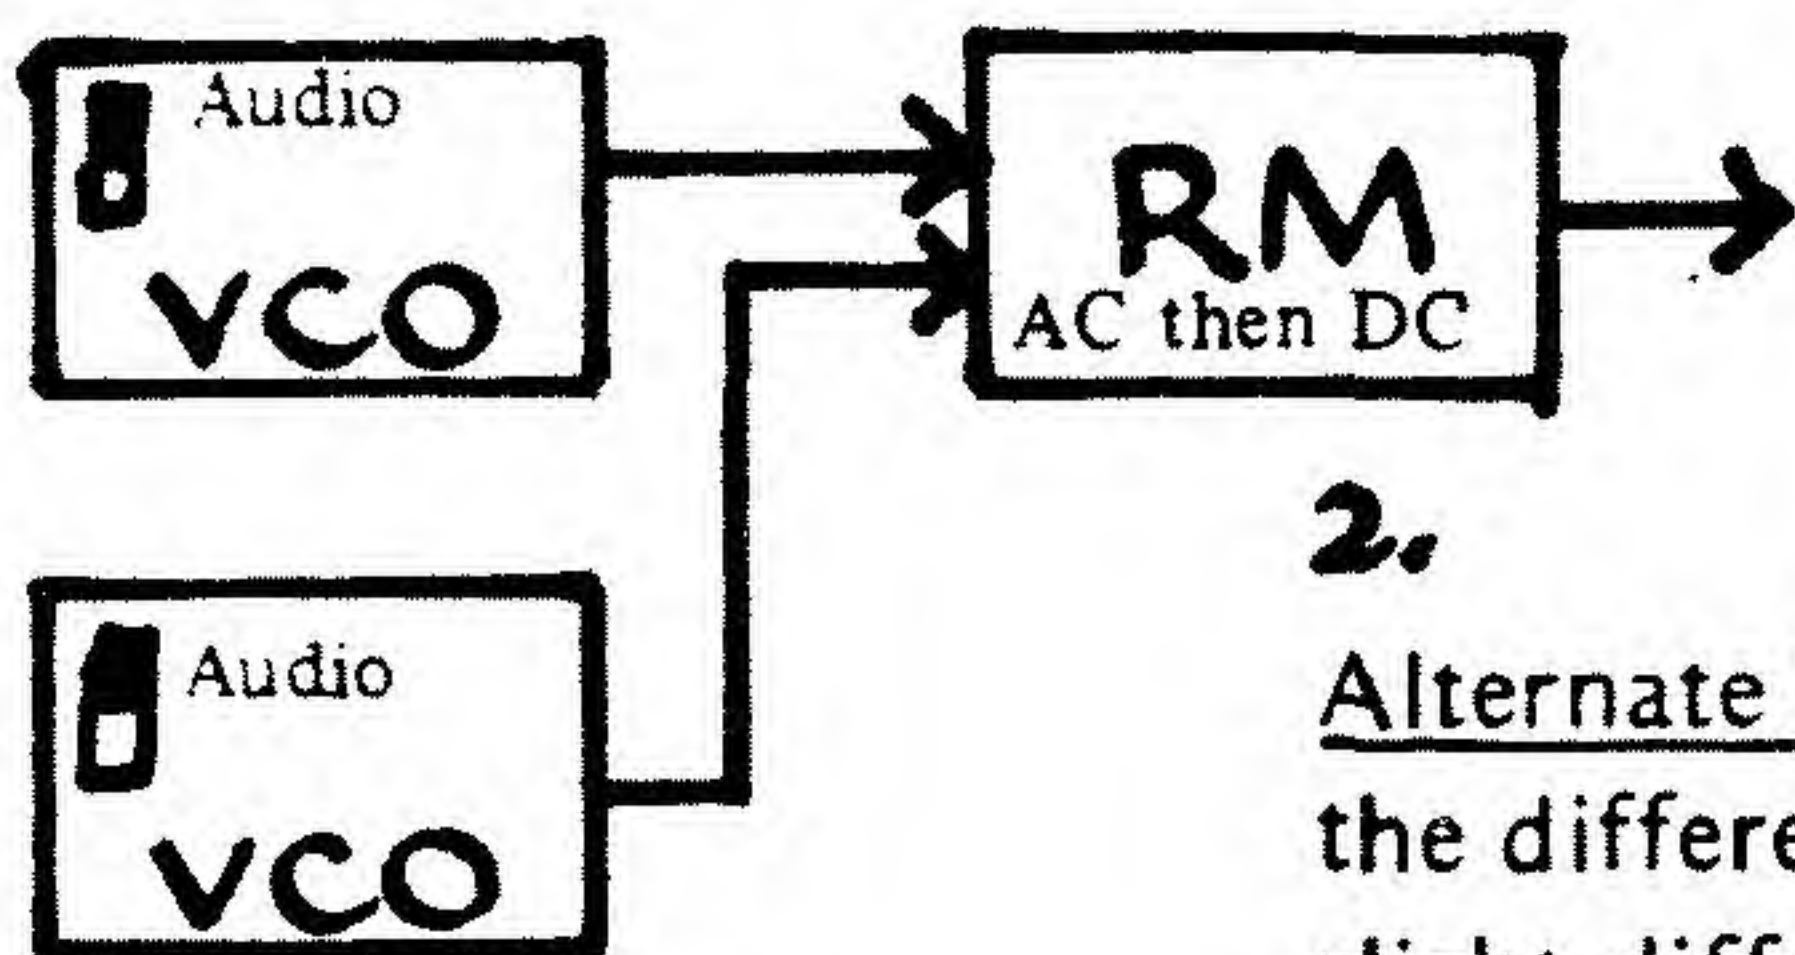 Audio
VCO
RM
AC then DC
Audio
VCO
2.
Alternate
the differe